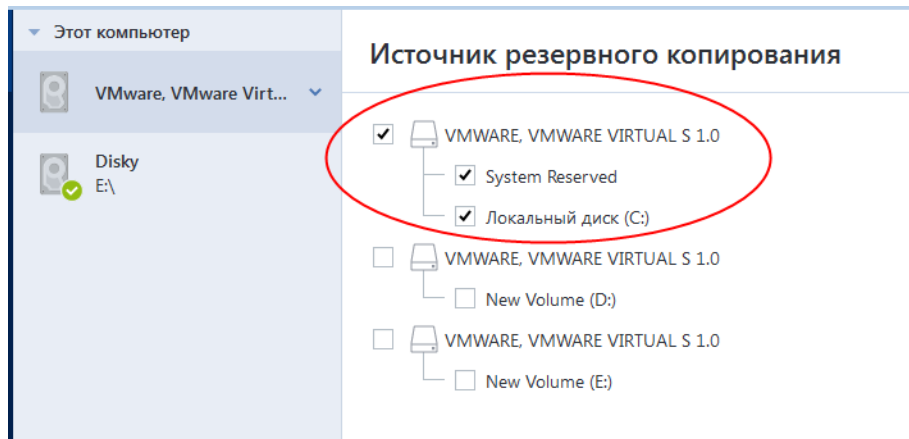 Этот компьютер
VMware, VMware Virt...
Disky
E:\
Источник резервного копирования
VMWARE, VMWARE VIRTUAL S 1.0
System Reserved
Локальный диск (C:)
VMWARE, VMWARE VIRTUAL S 1.0
New Volume (D:)
VMWARE, VMWARE VIRTUAL S 1.0
New Volume (E:)